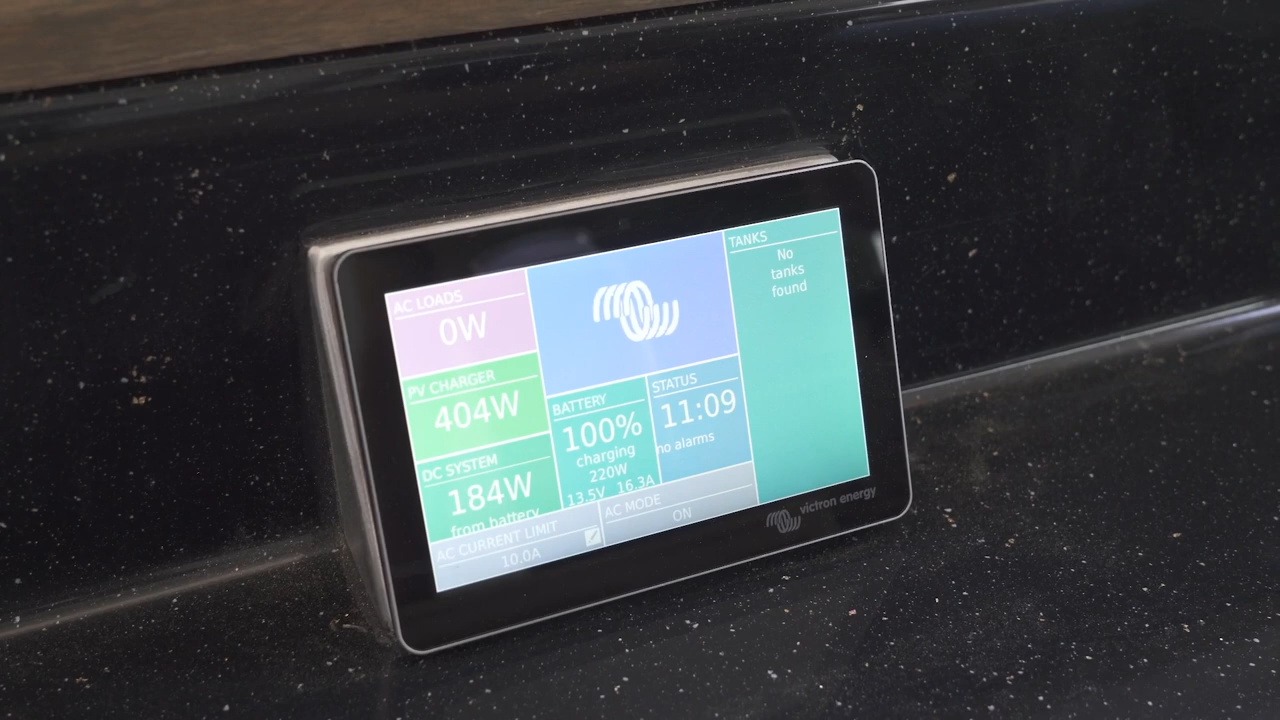 AC LOADS
0W
PV CHARGER
404W
DC SYSTEM
184W
from battery
AC CURRENT LIMIT
10.0A
BATTERY
100%
charging
220W
13.5V 16.3A
STATUS
11:09
no alarms
AC MODE
ON
TANKS
No
tanks
found
victron energy